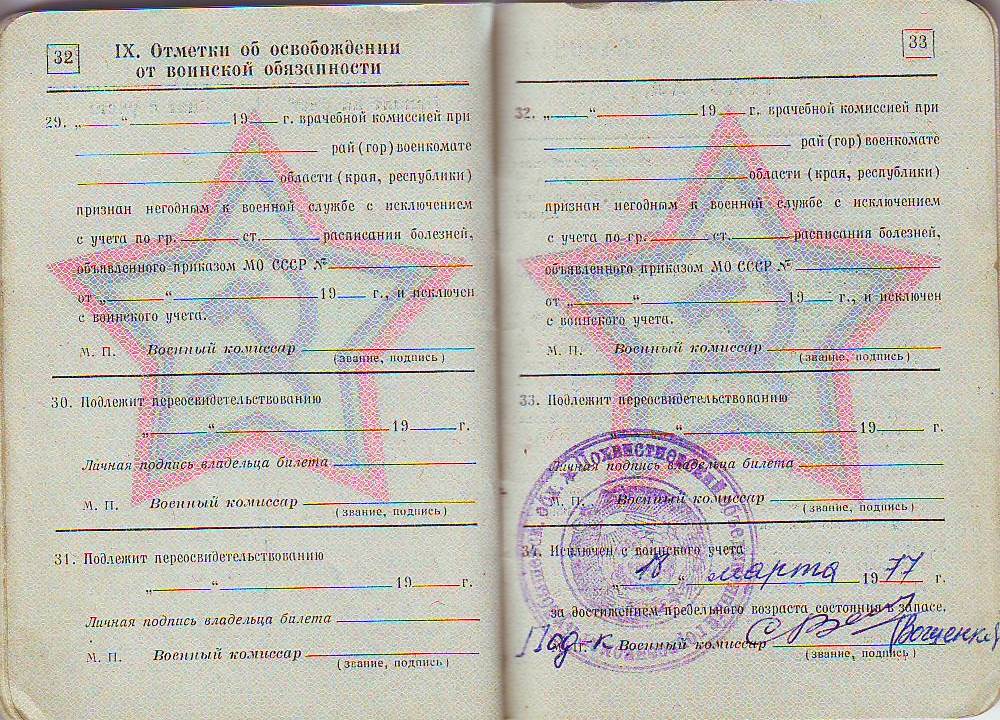 32
IX. Отметки об освобождении
от воинской обязанности
29. „ “ 19 г. врачебной комиссией при
рай (гор) военкомате
области (края, республики)
признан негодным к военной службе с исключением
с учета по гр. ст. расписания болезней,
объявленного приказом МО СССР №
от „ “ 19 г., и исключен
с воинского учета.
М. П. Военный комиссар
(звание, подпись)
30. Подлежит переосвидетельствованию
„ “ 19 г.
Личная подпись владельца билета
М. П. Военный комиссар
(звание, подпись)
31. Подлежит переосвидетельствованию
„ “ 19 г.
Личная подпись владельца билета
М. П. Военный комиссар
(звание, подпись)
33
32. „ “ 19 г. врачебной комиссией при
рай (гор) военкомате
области (края, республики)
признан негодным к военной службе с исключением
с учета по гр. ст. расписания болезней,
объявленного приказом МО СССР №
от „ “ 19 г., и исключен
с воинского учета.
М. П. Военный комиссар
(звание, подпись)
33. Подлежит переосвидетельствованию
„ “ 19 г.
Личная подпись владельца билета
М. П. Военный комиссар
(звание, подпись)
34. Исключен с воинского учета
„18“ марта 1977 г.
за достижением предельного возраста состояния в запасе.
Под-к Военный комиссар
(звание, подпись)